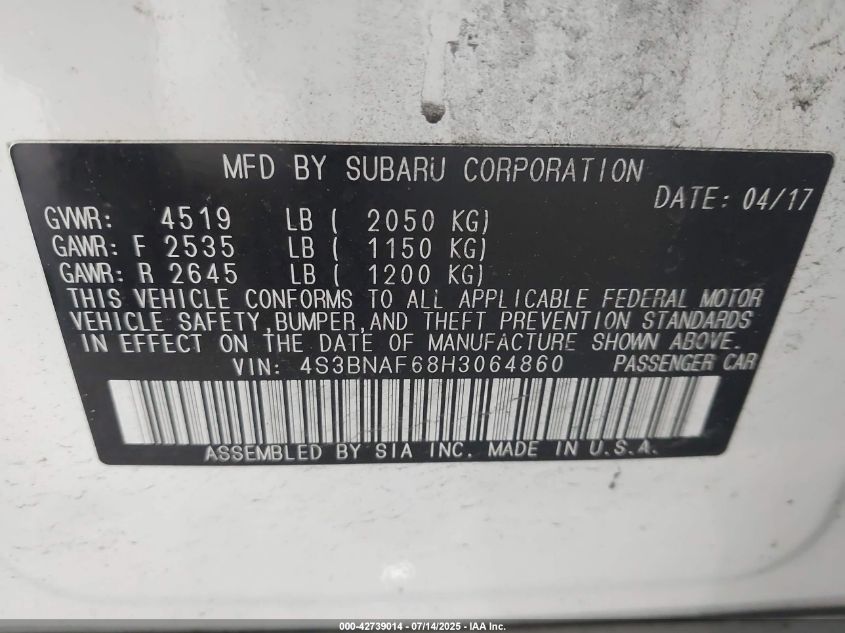 MFD BY SUBARU CORPORATION
DATE: 04/17
GVWR: 4519 LB ( 2050 KG)
GAWR: F 2535 LB ( 1150 KG)
GAWR: R 2645 LB ( 1200 KG)
THIS VEHICLE CONFORMS TO ALL APPLICABLE FEDERAL MOTOR
VEHICLE SAFETY,BUMPER,AND THEFT PREVENTION STANDARDS
IN EFFECT ON THE DATE OF MANUFACTURE SHOWN ABOVE.
VIN: 4S3BNAF68H3064860 PASSENGER CAR
ASSEMBLED BY SIA INC. MADE IN U.S.A.
000-42739014 - 07/14/2025 - IAA Inc.